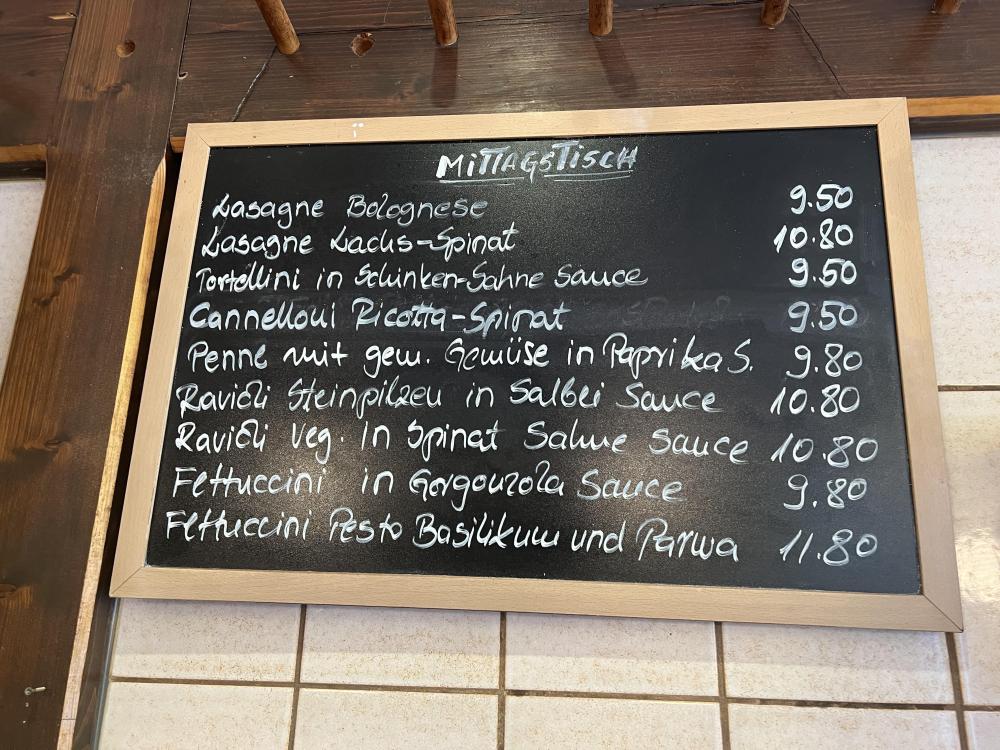 MITTAGSTISCH
Lasagne Bolognese 9.50
Lasagne Lachs-Spinat 10.80
Tortellini in Schinken-Sahne Sauce 9.50
Cannelloni Ricotta-Spinat 9.50
Penne mit gem. Gemüse in Paprika S. 9.80
Ravioli Steinpilzen in Salbei Sauce 10.80
Ravioli veg. In Spinat Sahne Sauce 10.80
Fettuccini in Gorgonzola Sauce 9.80
Fettuccini Pesto Basilikum und Parma 11.80